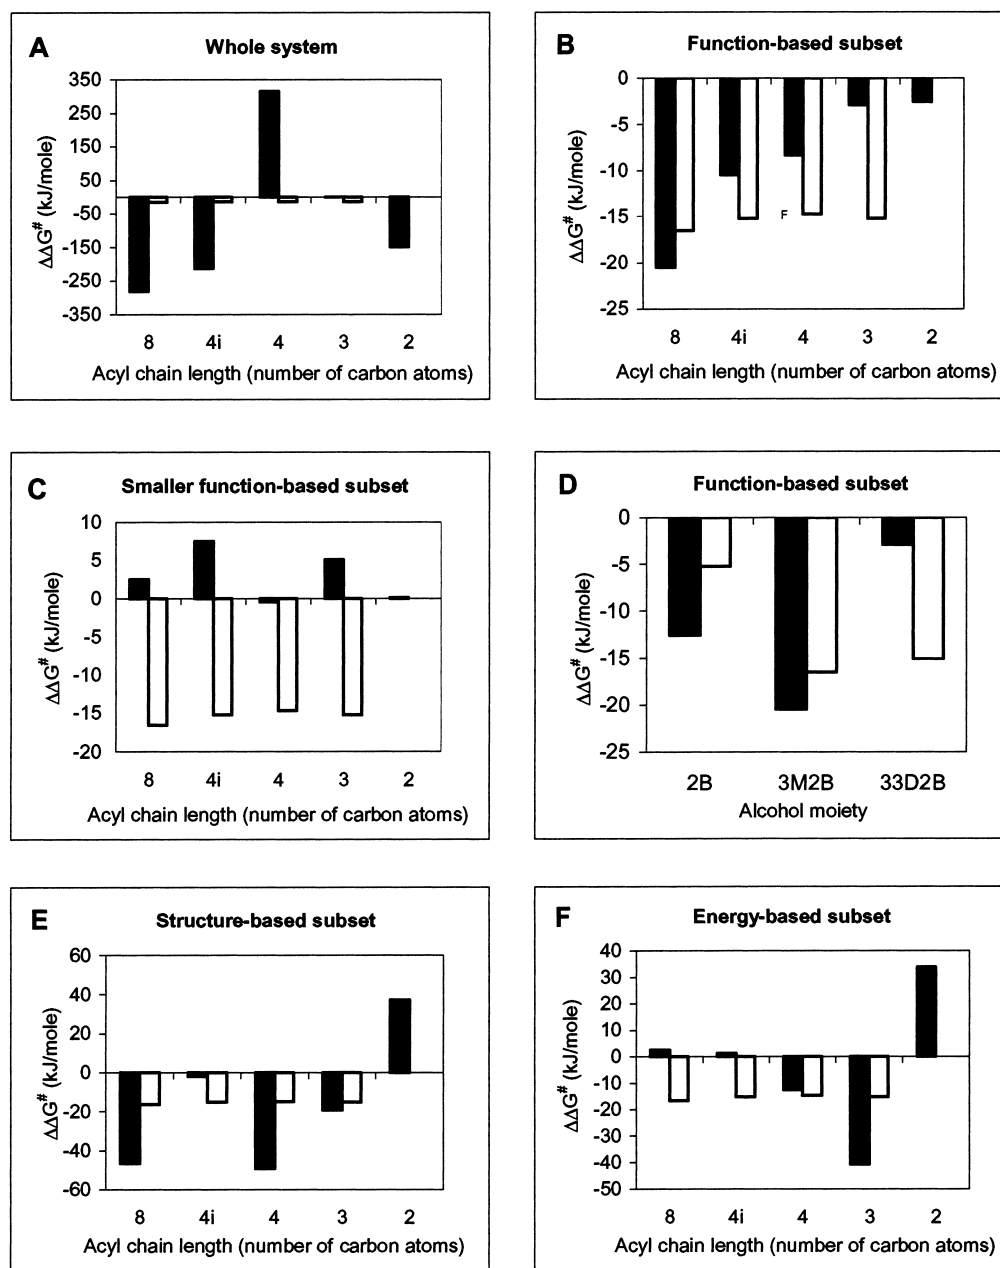 A
Whole system
350
250
150
50
-50
-150
-250
-350
ΔΔG# (kJ/mole)
8 4i 4 3 2
Acyl chain length (number of carbon atoms)
B
Function-based subset
0
-5
-10
-15
-20
-25
ΔΔG# (kJ/mole)
F
8 4i 4 3 2
Acyl chain length (number of carbon atoms)
C
Smaller function-based subset
10
5
0
-5
-10
-15
-20
ΔΔG# (kJ/mole)
8 4i 4 3 2
Acyl chain length (number of carbon atoms)
D
Function-based subset
0
-5
-10
-15
-20
-25
ΔΔG# (kJ/mole)
2B 3M2B 33D2B
Alcohol moiety
E
Structure-based subset
60
40
20
0
-20
-40
-60
ΔΔG# (kJ/mole)
8 4i 4 3 2
Acyl chain length (number of carbon atoms)
F
Energy-based subset
40
30
20
10
0
-10
-20
-30
-40
-50
ΔΔG# (kJ/mole)
8 4i 4 3 2
Acyl chain length (number of carbon atoms)